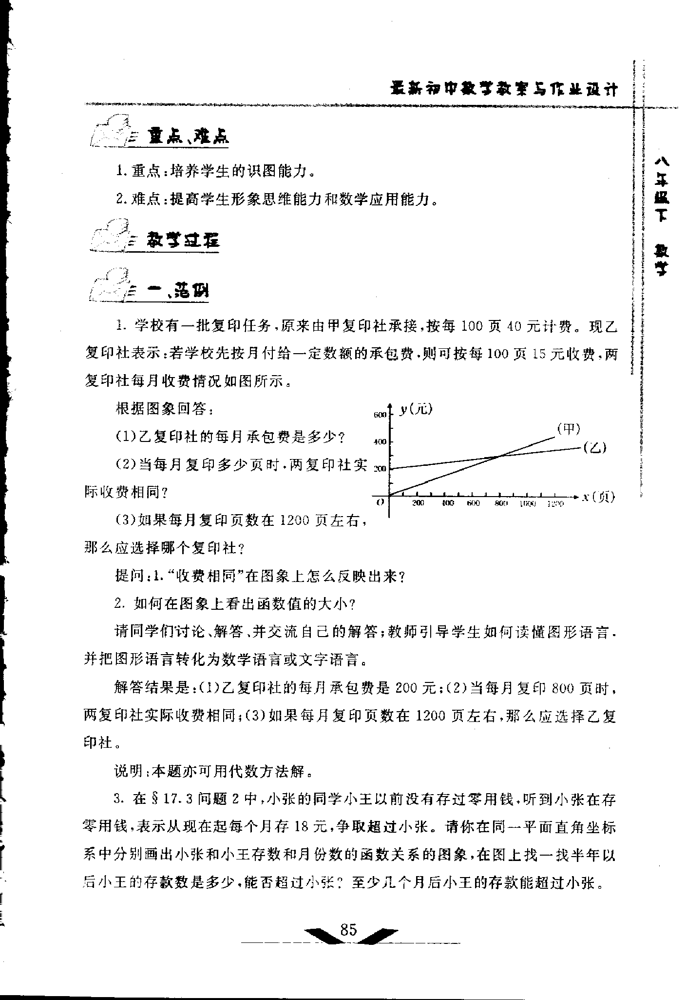 最新初中数学教案与作业设计
八年级下 数学
重点、难点
1.重点:培养学生的识图能力。
2.难点:提高学生形象思维能力和数学应用能力。
教学过程
一、范例
1. 学校有一批复印任务,原来由甲复印社承接,按每 100 页 40 元计费。现乙
复印社表示:若学校先按月付给一定数额的承包费,则可按每100 页 15 元收费,两
复印社每月收费情况如图所示。
根据图象回答:
(1)乙复印社的每月承包费是多少?
(2)当每月复印多少页时,两复印社实
际收费相同?
(3)如果每月复印页数在 1200 页左右,
那么应选择哪个复印社?
y(元)
600
400
200
O
200 400 600 800 1000 1200
x(页)
(甲)
(乙)
提问:1.“收费相同”在图象上怎么反映出来?
2. 如何在图象上看出函数值的大小?
请同学们讨论、解答、并交流自己的解答;教师引导学生如何读懂图形语言.
并把图形语言转化为数学语言或文字语言。
解答结果是:(1)乙复印社的每月承包费是 200 元;(2)当每月复印 800 页时,
两复印社实际收费相同;(3)如果每月复印页数在 1200 页左右,那么应选择乙复
印社。
说明:本题亦可用代数方法解。
3. 在§17.3 问题 2 中,小张的同学小王以前没有存过零用钱,听到小张在存
零用钱,表示从现在起每个月存 18 元,争取超过小张。请你在同一平面直角坐标
系中分别画出小张和小王存数和月份数的函数关系的图象,在图上找一找半年以
后小王的存款数是多少,能否超过小张? 至少几个月后小王的存款能超过小张。
85